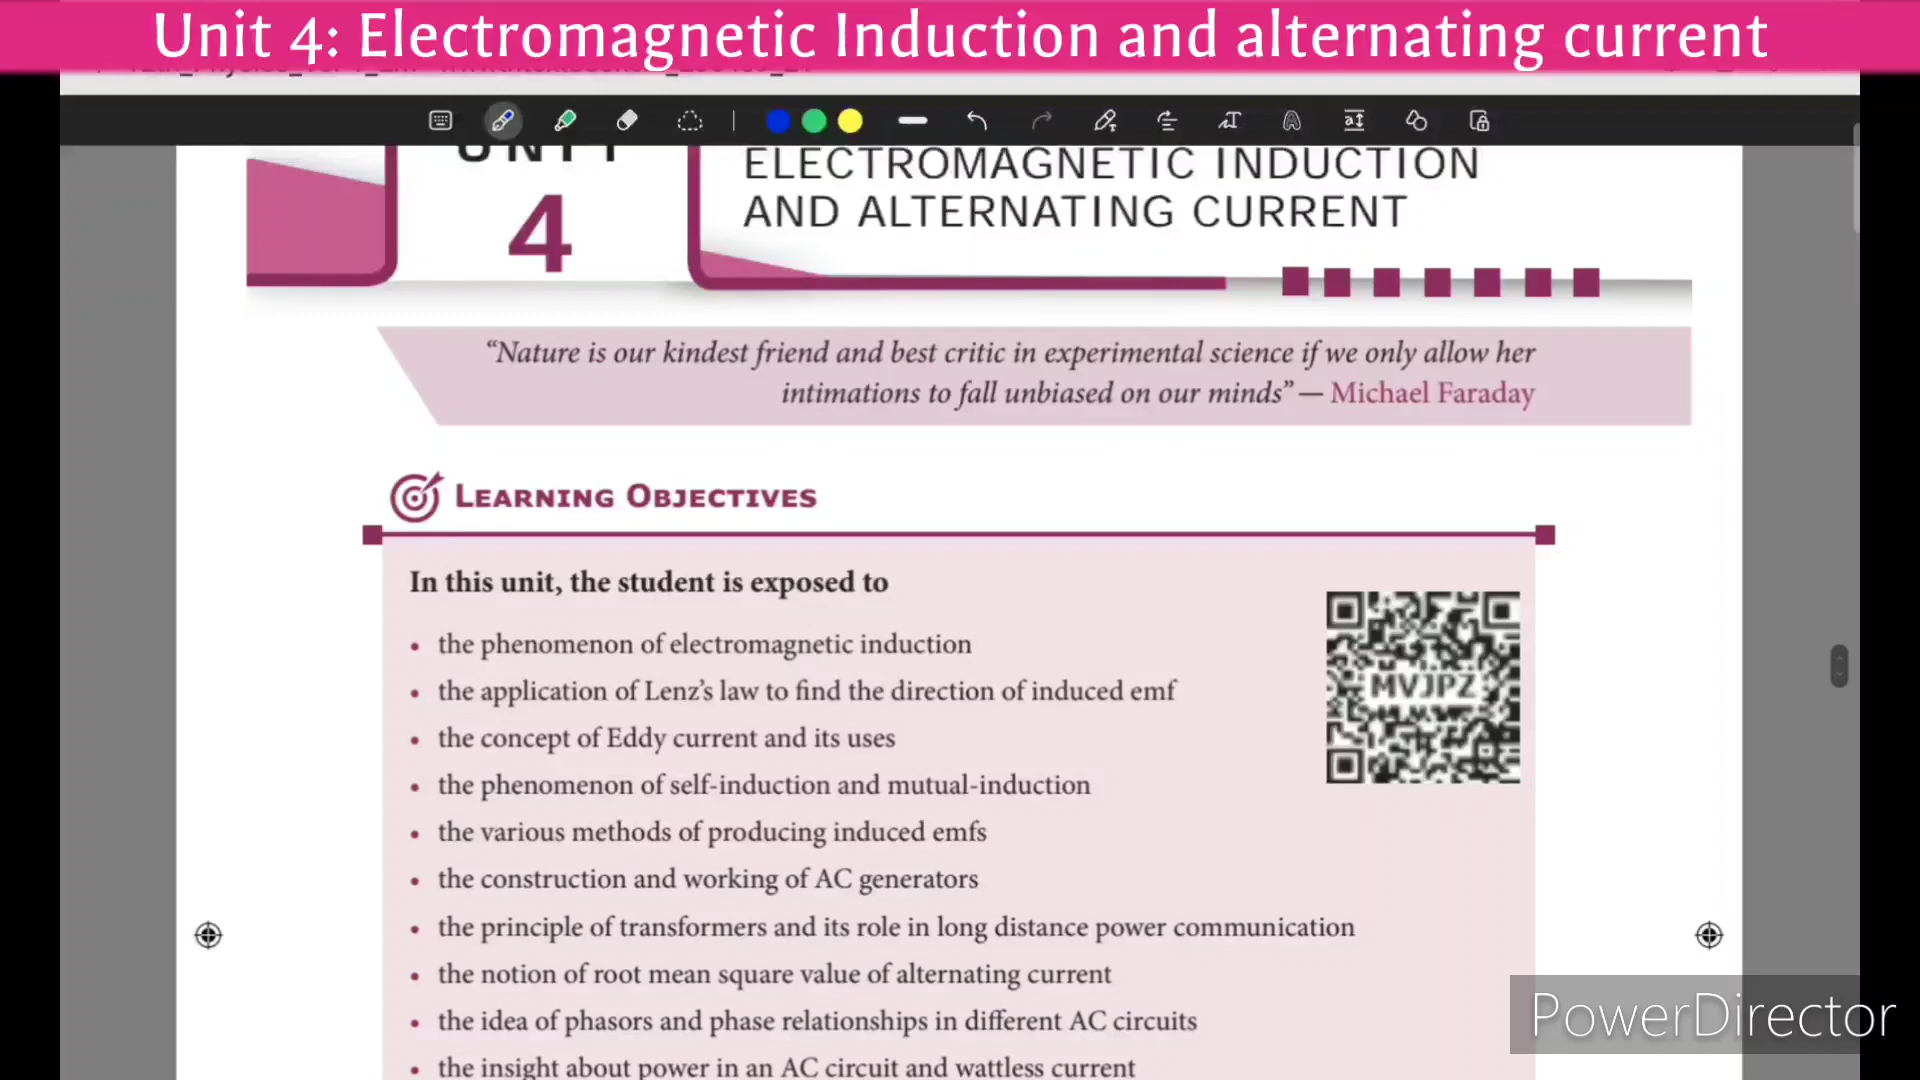 Unit 4: Electromagnetic Induction and alternating current
UNIT
4
ELECTROMAGNETIC INDUCTION
AND ALTERNATING CURRENT
“Nature is our kindest friend and best critic in experimental science if we only allow her
intimations to fall unbiased on our minds” — Michael Faraday
LEARNING OBJECTIVES
In this unit, the student is exposed to
• the phenomenon of electromagnetic induction
• the application of Lenz’s law to find the direction of induced emf
• the concept of Eddy current and its uses
• the phenomenon of self-induction and mutual-induction
• the various methods of producing induced emfs
• the construction and working of AC generators
• the principle of transformers and its role in long distance power communication
• the notion of root mean square value of alternating current
• the idea of phasors and phase relationships in different AC circuits
• the insight about power in an AC circuit and wattless current
MVJPZ
PowerDirector